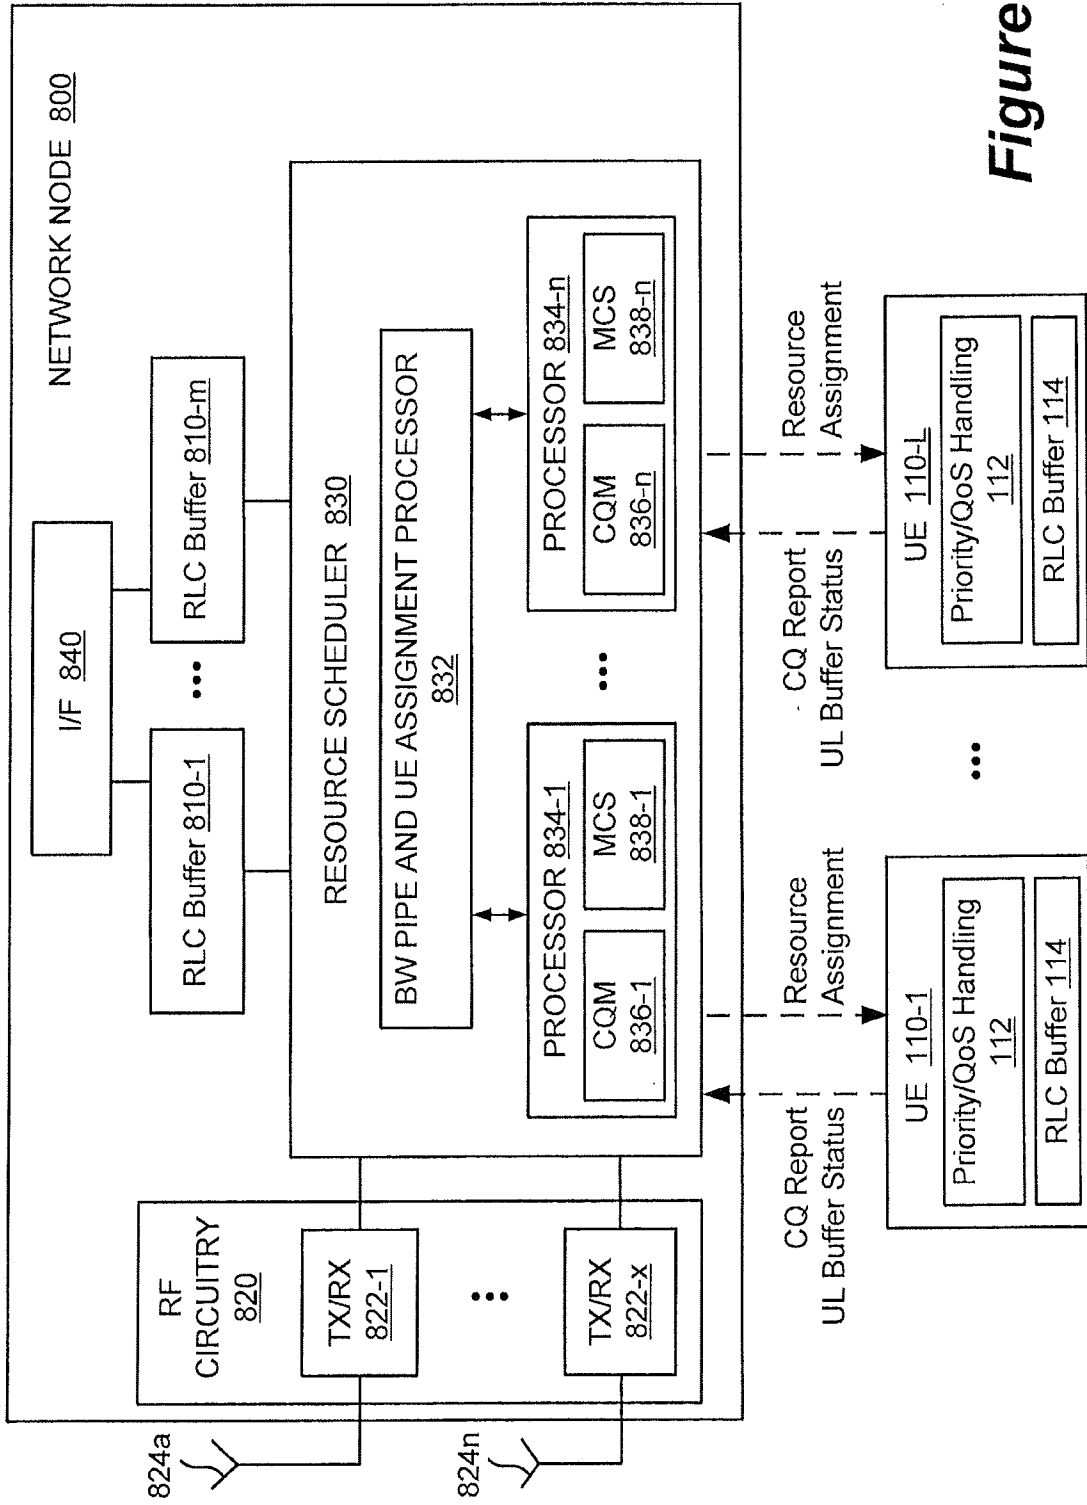 NETWORK NODE 800
I/F 840
RLC Buffer 810-1
•••
RLC Buffer 810-m
RF
CIRCUITRY
820
TX/RX
822-1
•••
TX/RX
822-x
824a
824n
RESOURCE SCHEDULER 830
BW PIPE AND UE ASSIGNMENT PROCESSOR
832
PROCESSOR 834-1
CQM
836-1
MCS
838-1
•••
PROCESSOR 834-n
CQM
836-n
MCS
838-n
CQ Report
UL Buffer Status
Resource
Assignment
CQ Report
UL Buffer Status
Resource
Assignment
UE 110-1
Priority/QoS Handling
112
RLC Buffer 114
•••
UE 110-L
Priority/QoS Handling
112
RLC Buffer 114
Figure